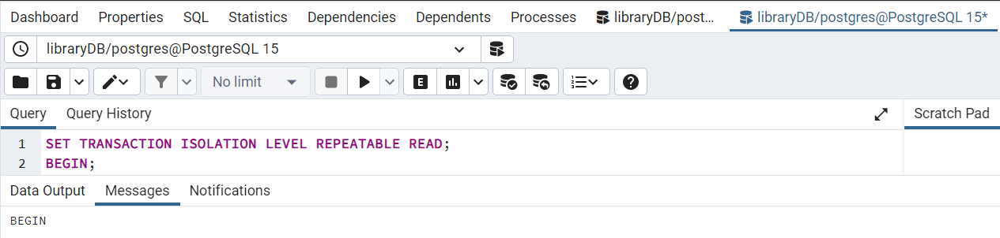 Dashboard Properties SQL Statistics Dependencies Dependents Processes libraryDB/post... libraryDB/postgres@PostgreSQL 15*
libraryDB/postgres@PostgreSQL 15
No limit E
Query Query History Scratch Pad
1 SET TRANSACTION ISOLATION LEVEL REPEATABLE READ;
2 BEGIN;
Data Output Messages Notifications
BEGIN